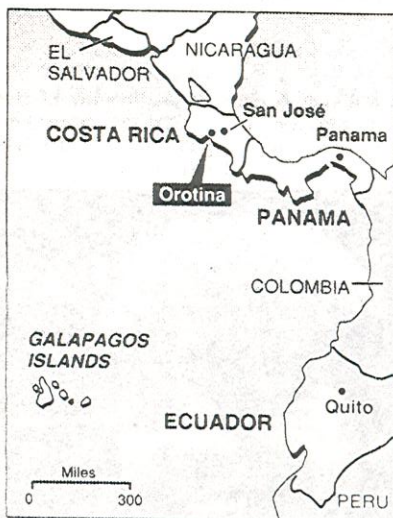 EL
SALVADOR
NICARAGUA
San José
COSTA RICA
Panama
Orotina
PANAMA
COLOMBIA
GALAPAGOS
ISLANDS
ECUADOR
Quito
Miles
0 300
PERU